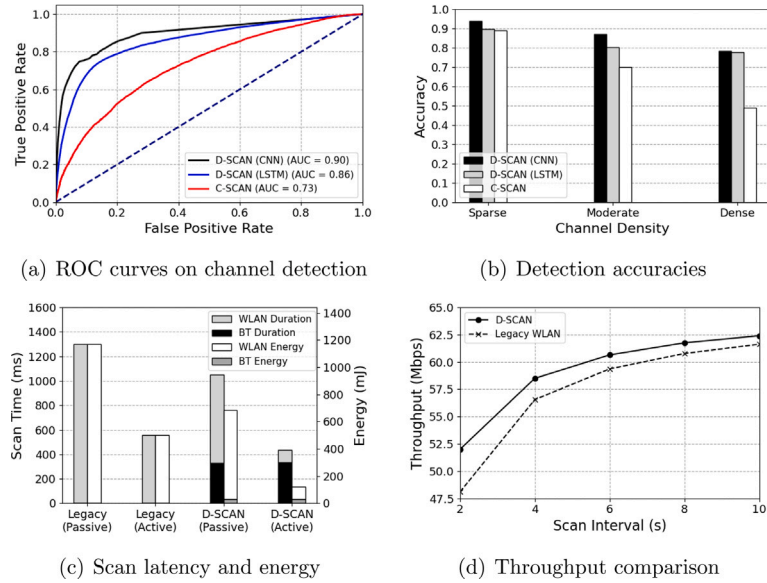 1.0
0.8
0.6
0.4
0.2
0.0
True Positive Rate
D-SCAN (CNN) (AUC = 0.90)
D-SCAN (LSTM) (AUC = 0.86)
C-SCAN (AUC = 0.73)
0.0 0.2 0.4 0.6 0.8 1.0
False Positive Rate
(a) ROC curves on channel detection
1.0
0.9
0.8
0.7
0.6
0.5
0.4
0.3
0.2
0.1
0.0
Accuracy
D-SCAN (CNN)
D-SCAN (LSTM)
C-SCAN
Sparse Moderate Dense
Channel Density
(b) Detection accuracies
1600
1400
1200
1000
800
600
400
200
0
Scan Time (ms)
WLAN Duration
BT Duration
WLAN Energy
BT Energy
1400
1200
1000
800
600
400
200
0
Energy (mJ)
Legacy (Passive)
Legacy (Active)
D-SCAN (Passive)
D-SCAN (Active)
(c) Scan latency and energy
65.0
62.5
60.0
57.5
55.0
52.5
50.0
47.5
Throughput (Mbps)
D-SCAN
Legacy WLAN
2 4 6 8 10
Scan Interval (s)
(d) Throughput comparison